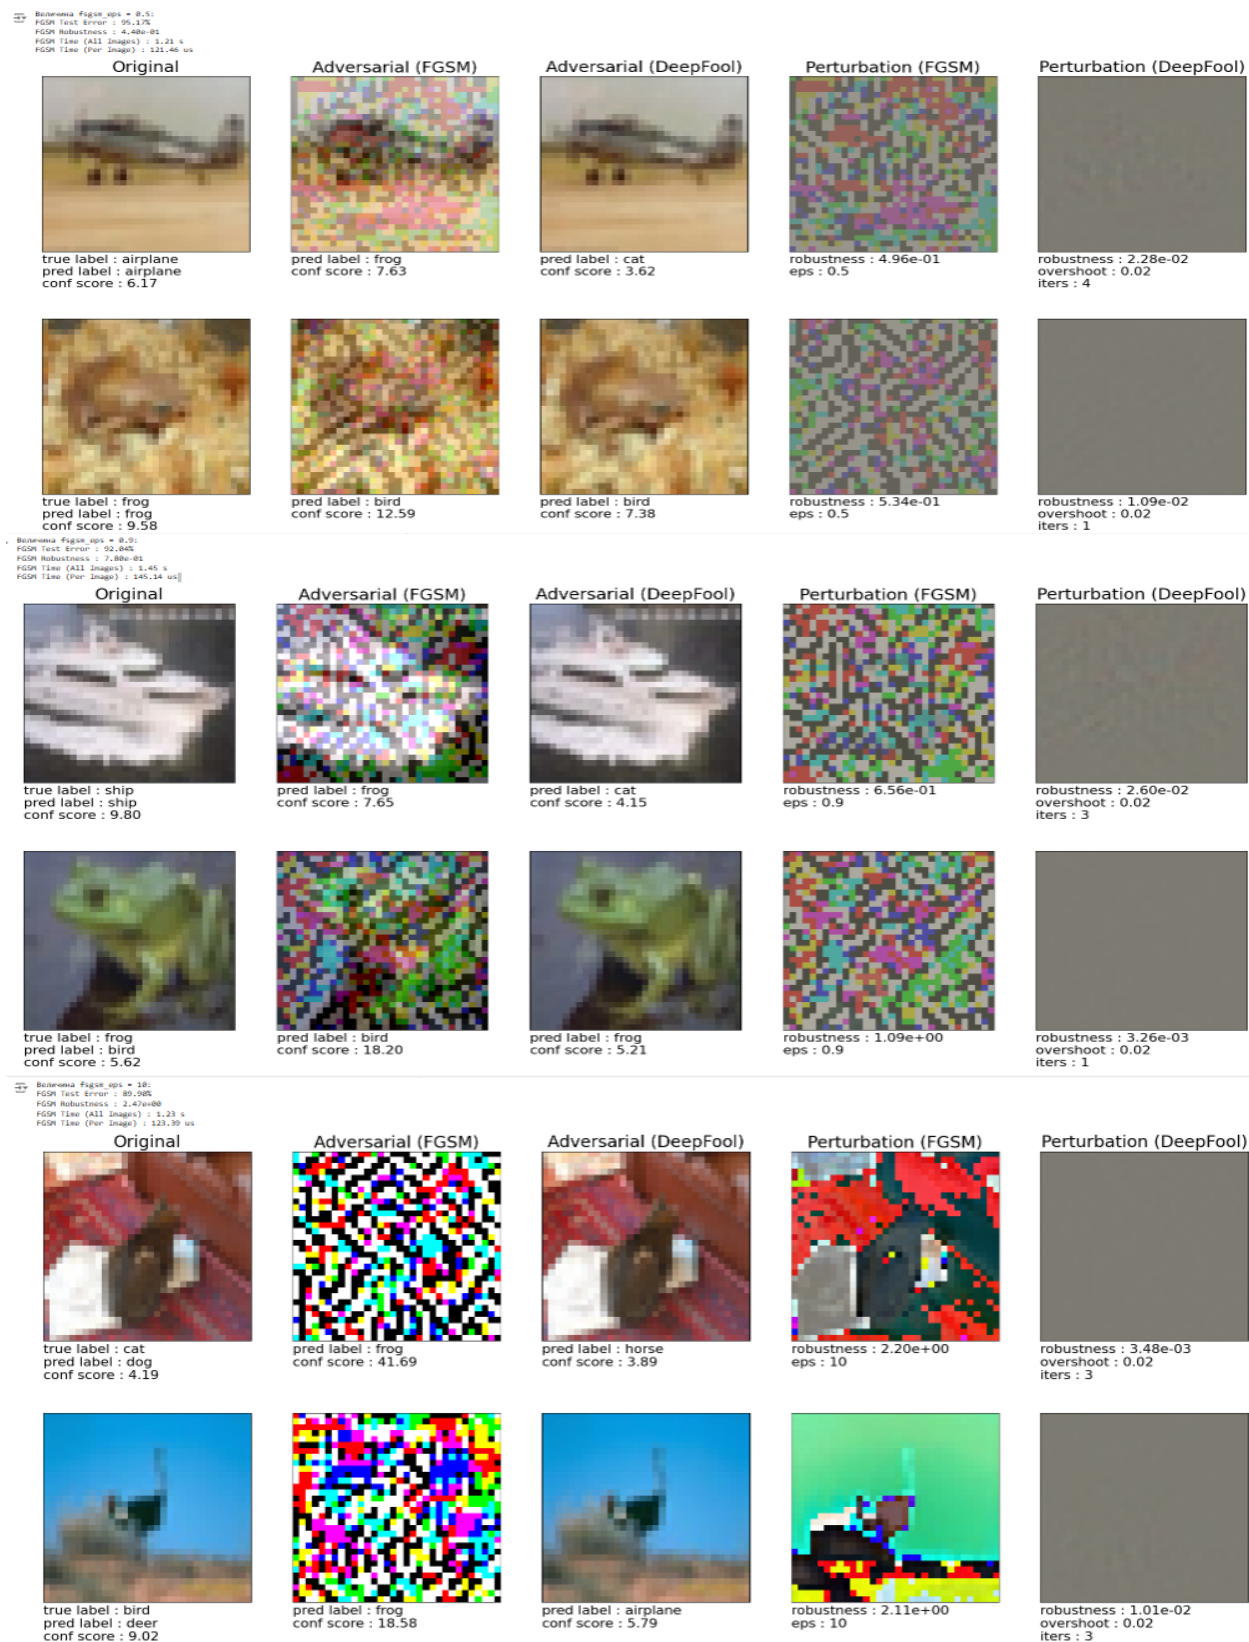 Величина fsgsm_eps = 0.5:
FGSM Test Error : 95.17%
FGSM Robustness : 4.40e-01
FGSM Time (All Images) : 1.21 s
FGSM Time (Per Image) : 121.46 us
Original Adversarial (FGSM) Adversarial (DeepFool) Perturbation (FGSM) Perturbation (DeepFool)
true label : airplane
pred label : airplane
conf score : 6.17
pred label : frog
conf score : 7.63
pred label : cat
conf score : 3.62
robustness : 4.96e-01
eps : 0.5
robustness : 2.28e-02
overshoot : 0.02
iters : 4
true label : frog
pred label : frog
conf score : 9.58
pred label : bird
conf score : 12.59
pred label : bird
conf score : 7.38
robustness : 5.34e-01
eps : 0.5
robustness : 1.09e-02
overshoot : 0.02
iters : 1
Величина fsgsm_eps = 0.9:
FGSM Test Error : 92.04%
FGSM Robustness : 7.80e-01
FGSM Time (All Images) : 1.45 s
FGSM Time (Per Image) : 145.14 us
Original Adversarial (FGSM) Adversarial (DeepFool) Perturbation (FGSM) Perturbation (DeepFool)
true label : ship
pred label : ship
conf score : 9.80
pred label : frog
conf score : 7.65
pred label : cat
conf score : 4.15
robustness : 6.56e-01
eps : 0.9
robustness : 2.60e-02
overshoot : 0.02
iters : 3
true label : frog
pred label : bird
conf score : 5.62
pred label : bird
conf score : 18.20
pred label : frog
conf score : 5.21
robustness : 1.09e+00
eps : 0.9
robustness : 3.26e-03
overshoot : 0.02
iters : 1
Величина fsgsm_eps = 10:
FGSM Test Error : 89.90%
FGSM Robustness : 2.47e+00
FGSM Time (All Images) : 1.23 s
FGSM Time (Per Image) : 123.39 us
Original Adversarial (FGSM) Adversarial (DeepFool) Perturbation (FGSM) Perturbation (DeepFool)
true label : cat
pred label : dog
conf score : 4.19
pred label : frog
conf score : 41.69
pred label : horse
conf score : 3.89
robustness : 2.20e+00
eps : 10
robustness : 3.48e-03
overshoot : 0.02
iters : 3
true label : bird
pred label : deer
conf score : 9.02
pred label : frog
conf score : 18.58
pred label : airplane
conf score : 5.79
robustness : 2.11e+00
eps : 10
robustness : 1.01e-02
overshoot : 0.02
iters : 3